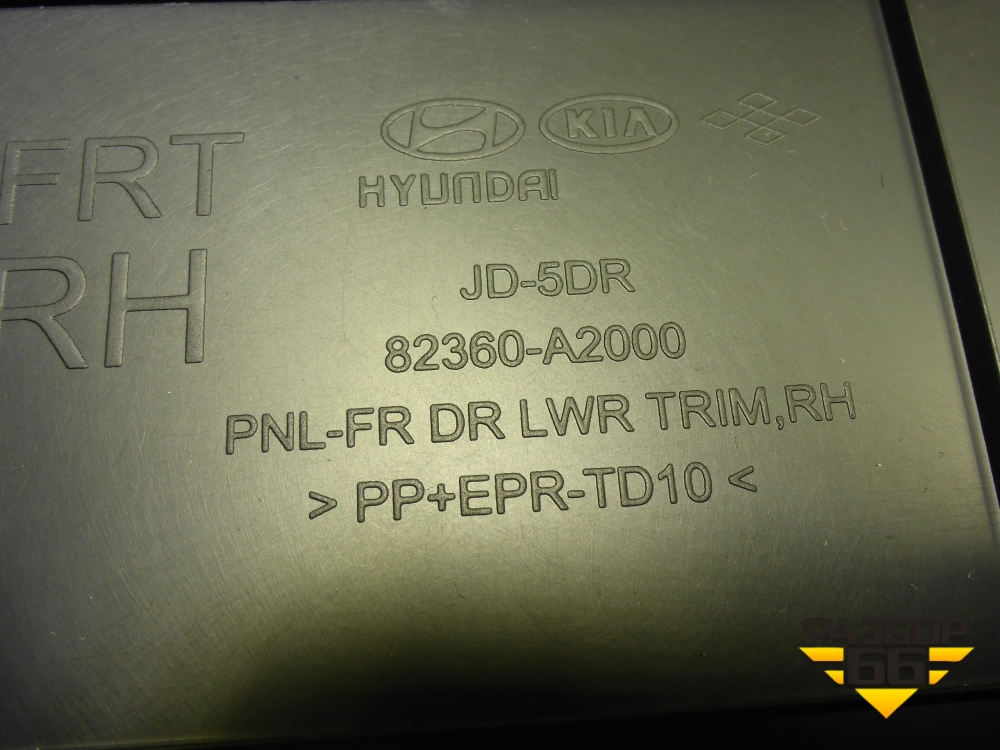 FRT
RH
KIA
HYUNDAI
JD-5DR
82360-A2000
PNL-FR DR LWR TRIM,RH
> PP+EPR-TD10 <
РАЗБОР
66